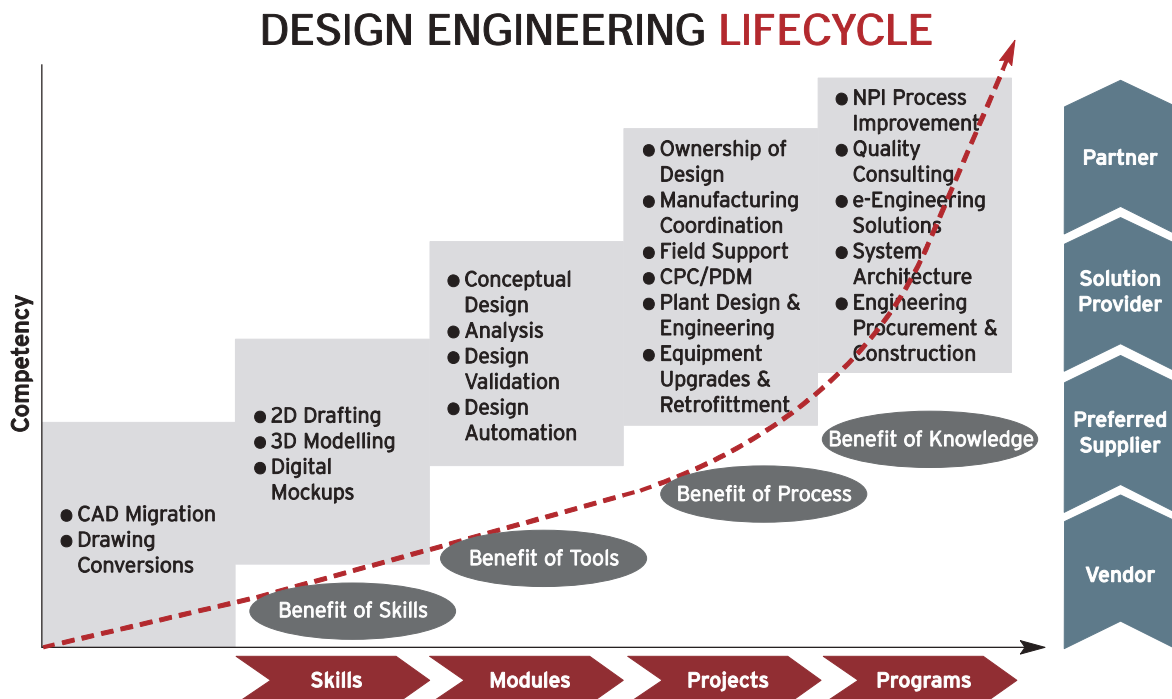 DESIGN ENGINEERING LIFECYCLE
Competency
● CAD Migration
● Drawing
Conversions
● 2D Drafting
● 3D Modelling
● Digital
Mockups
● Conceptual
Design
● Analysis
● Design
Validation
● Design
Automation
● Ownership of
Design
● Manufacturing
Coordination
● Field Support
● CPC/PDM
● Plant Design &
Engineering
● Equipment
Upgrades &
Retrofittment
● NPI Process
Improvement
● Quality
Consulting
● e-Engineering
Solutions
● System
Architecture
● Engineering
Procurement &
Construction
Benefit of Skills
Benefit of Tools
Benefit of Process
Benefit of Knowledge
Skills
Modules
Projects
Programs
Partner
Solution
Provider
Preferred
Supplier
Vendor